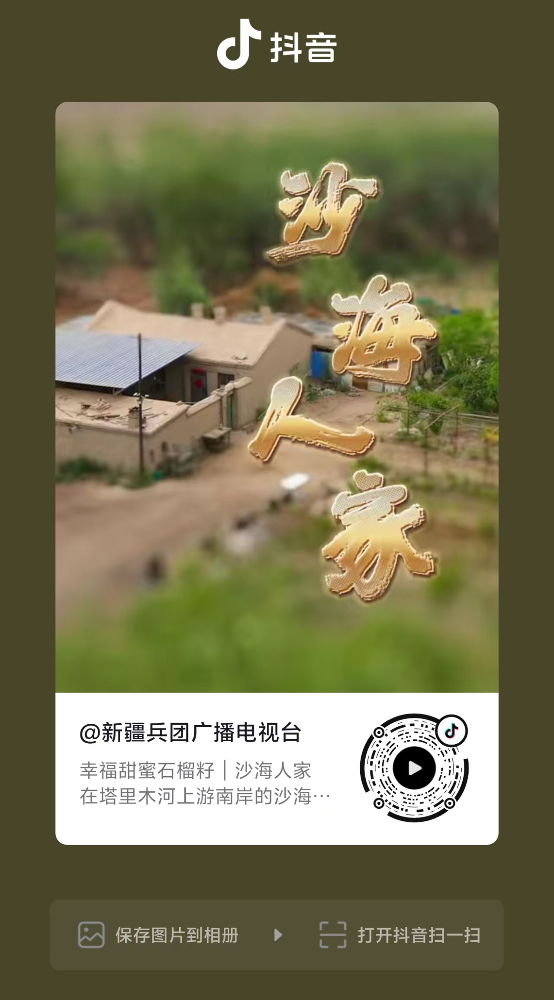 抖音
沙
海
人
家
@新疆兵团广播电视台
幸福甜蜜石榴籽｜沙海人家
在塔里木河上游南岸的沙海…
保存图片到相册
打开抖音扫一扫